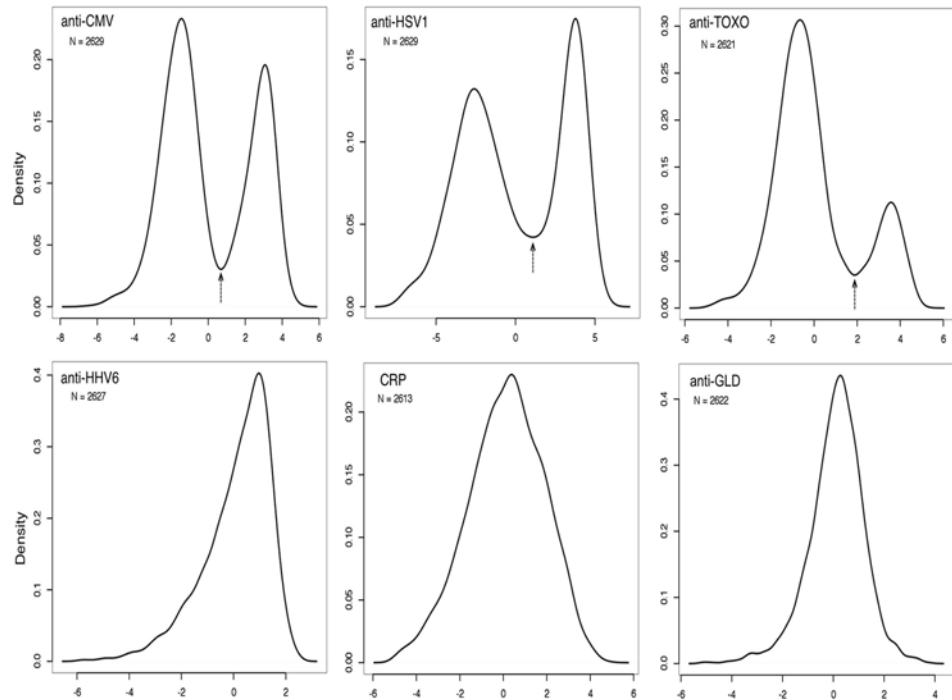 anti-CMV
N = 2629
Density
0.00 0.05 0.10 0.15 0.20
-8 -6 -4 -2 0 2 4 6
anti-HSV1
N = 2629
0.00 0.05 0.10 0.15
-5 0 5
anti-TOXO
N = 2621
0.00 0.05 0.10 0.15 0.20 0.25 0.30
-6 -4 -2 0 2 4 6
anti-HHV6
N = 2627
Density
0.0 0.1 0.2 0.3 0.4
-6 -4 -2 0 2
CRP
N = 2613
0.00 0.05 0.10 0.15 0.20
-6 -4 -2 0 2 4 6
anti-GLD
N = 2622
0.0 0.1 0.2 0.3 0.4
-6 -4 -2 0 2 4